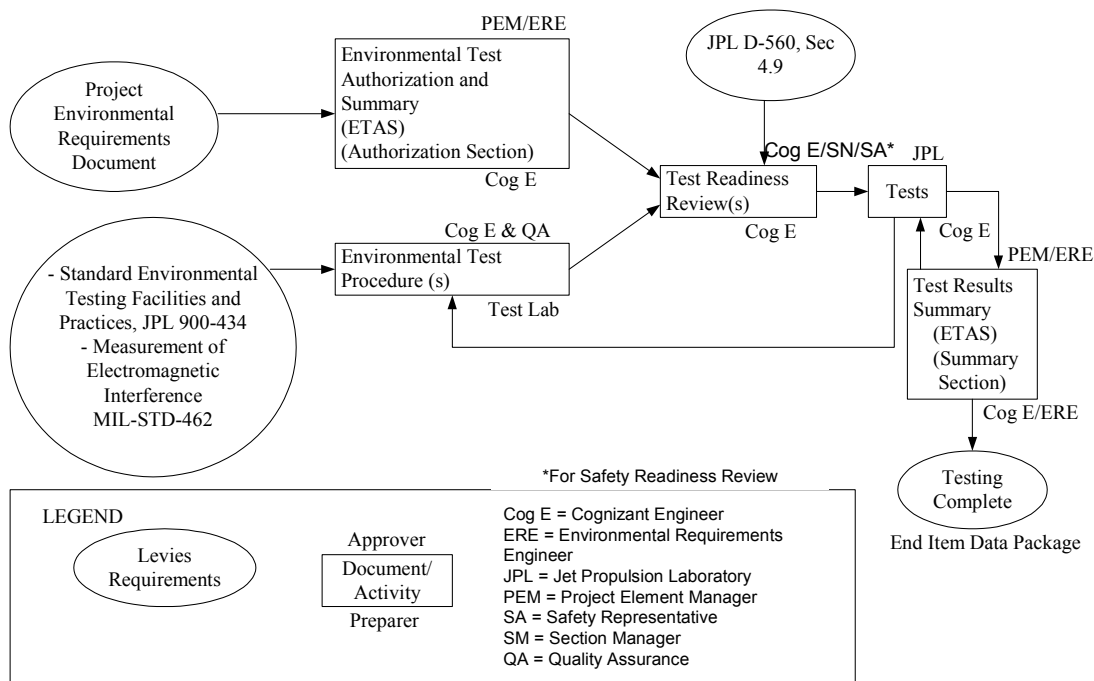 PEM/ERE
Project
Environmental
Requirements
Document
Environmental Test
Authorization and
Summary
(ETAS)
(Authorization Section)
Cog E
JPL D-560, Sec
4.9
Cog E/SN/SA*
JPL
Test Readiness
Review(s)
Cog E
Tests
Cog E
- Standard Environmental
Testing Facilities and
Practices, JPL 900-434
- Measurement of
Electromagnetic
Interference
MIL-STD-462
Cog E & QA
Environmental Test
Procedure (s)
Test Lab
PEM/ERE
Test Results
Summary
(ETAS)
(Summary
Section)
Cog E/ERE
Testing
Complete
End Item Data Package
*For Safety Readiness Review
LEGEND
Levies
Requirements
Approver
Document/
Activity
Preparer
Cog E = Cognizant Engineer
ERE = Environmental Requirements
Engineer
JPL = Jet Propulsion Laboratory
PEM = Project Element Manager
SA = Safety Representative
SM = Section Manager
QA = Quality Assurance